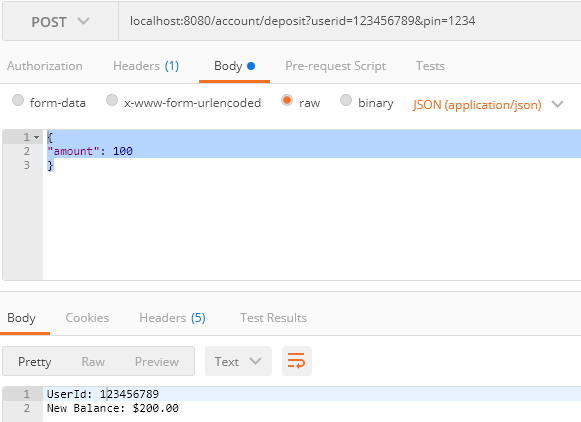 POST localhost:8080/account/deposit?userid=123456789&pin=1234
Authorization Headers (1) Body Pre-request Script Tests
form-data x-www-form-urlencoded raw binary JSON (application/json)
1 {
2 "amount": 100
3 }
Body Cookies Headers (5) Test Results
Pretty Raw Preview Text
1 UserId: 123456789
2 New Balance: $200.00